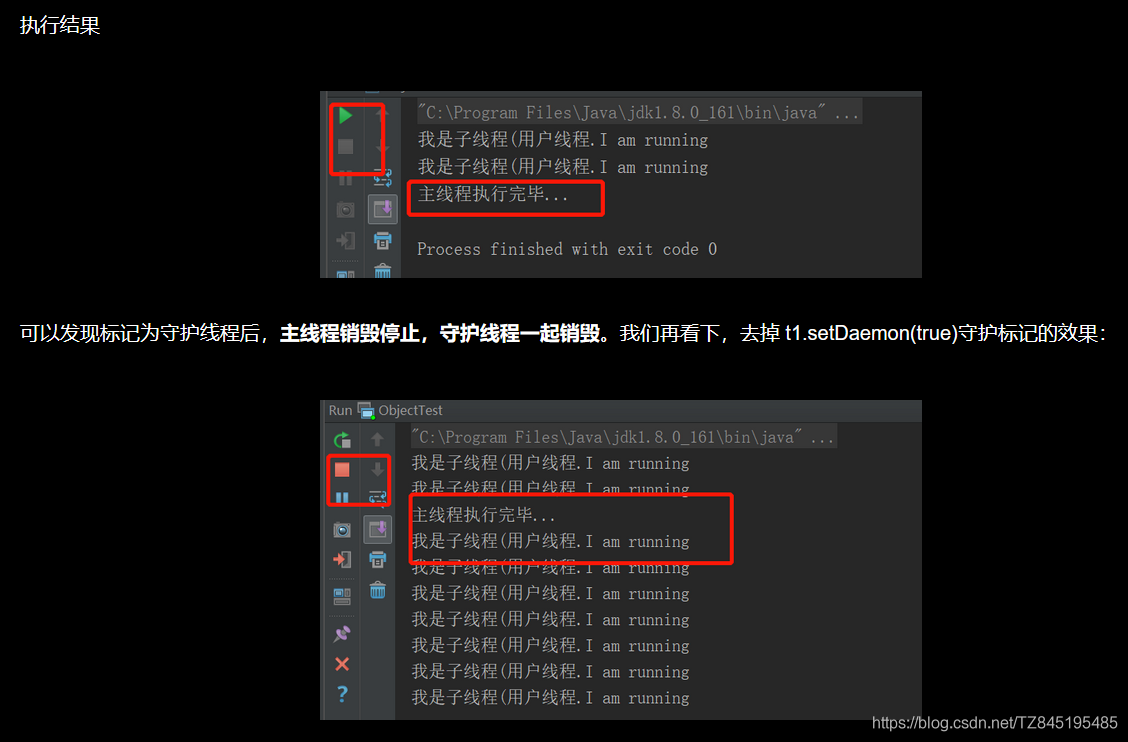 执行结果
"C:\Program Files\Java\jdk1.8.0_161\bin\java" ...
我是子线程(用户线程.I am running
我是子线程(用户线程.I am running
主线程执行完毕...
Process finished with exit code 0
可以发现标记为守护线程后，主线程销毁停止，守护线程一起销毁。我们再看下，去掉 t1.setDaemon(true)守护标记的效果：
Run ObjectTest
"C:\Program Files\Java\jdk1.8.0_161\bin\java" ...
我是子线程(用户线程.I am running
我是子线程(用户线程.I am running
主线程执行完毕...
我是子线程(用户线程.I am running
我是子线程(用户线程.I am running
我是子线程(用户线程.I am running
我是子线程(用户线程.I am running
我是子线程(用户线程.I am running
我是子线程(用户线程.I am running
我是子线程(用户线程.I am running
https://blog.csdn.net/TZ845195485